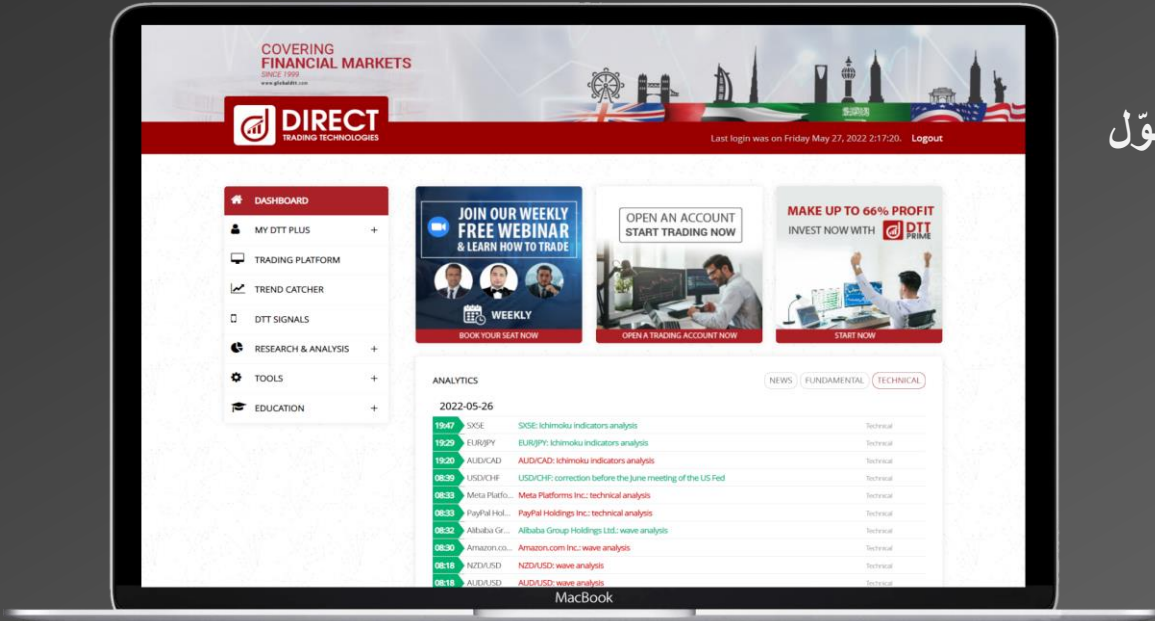 COVERING
FINANCIAL MARKETS
SINCE 1999
www.globaldtt.com
DIRECT
TRADING TECHNOLOGIES
Last login was on Friday May 27, 2022 2:17:20. Logout
DASHBOARD
MY DTT PLUS +
TRADING PLATFORM
TREND CATCHER
DTT SIGNALS
RESEARCH & ANALYSIS +
TOOLS +
EDUCATION +
JOIN OUR WEEKLY
FREE WEBINAR
& LEARN HOW TO TRADE
WEEKLY
BOOK YOUR SEAT NOW
OPEN AN ACCOUNT
START TRADING NOW
OPEN A TRADING ACCOUNT NOW
MAKE UP TO 66% PROFIT
INVEST NOW WITH DTT
PRIME
START NOW
ANALYTICS NEWS FUNDAMENTAL TECHNICAL
2022-05-26
19:47 SX5E SX5E: Ichimoku indicators analysis Technical
19:29 EUR/JPY EUR/JPY: Ichimoku indicators analysis Technical
19:20 AUD/CAD AUD/CAD: Ichimoku indicators analysis Technical
08:39 USD/CHF USD/CHF: correction before the June meeting of the US Fed Technical
08:33 Meta Platfo... Meta Platforms Inc.: technical analysis Technical
08:33 PayPal Hol... PayPal Holdings Inc.: technical analysis Technical
08:32 Alibaba Gr... Alibaba Group Holdings Ltd.: wave analysis Technical
08:30 Amazon.co... Amazon.com Inc.: wave analysis Technical
08:18 NZD/USD NZD/USD: wave analysis Technical
08:18 AUD/USD AUD/USD: wave analysis Technical
MacBook